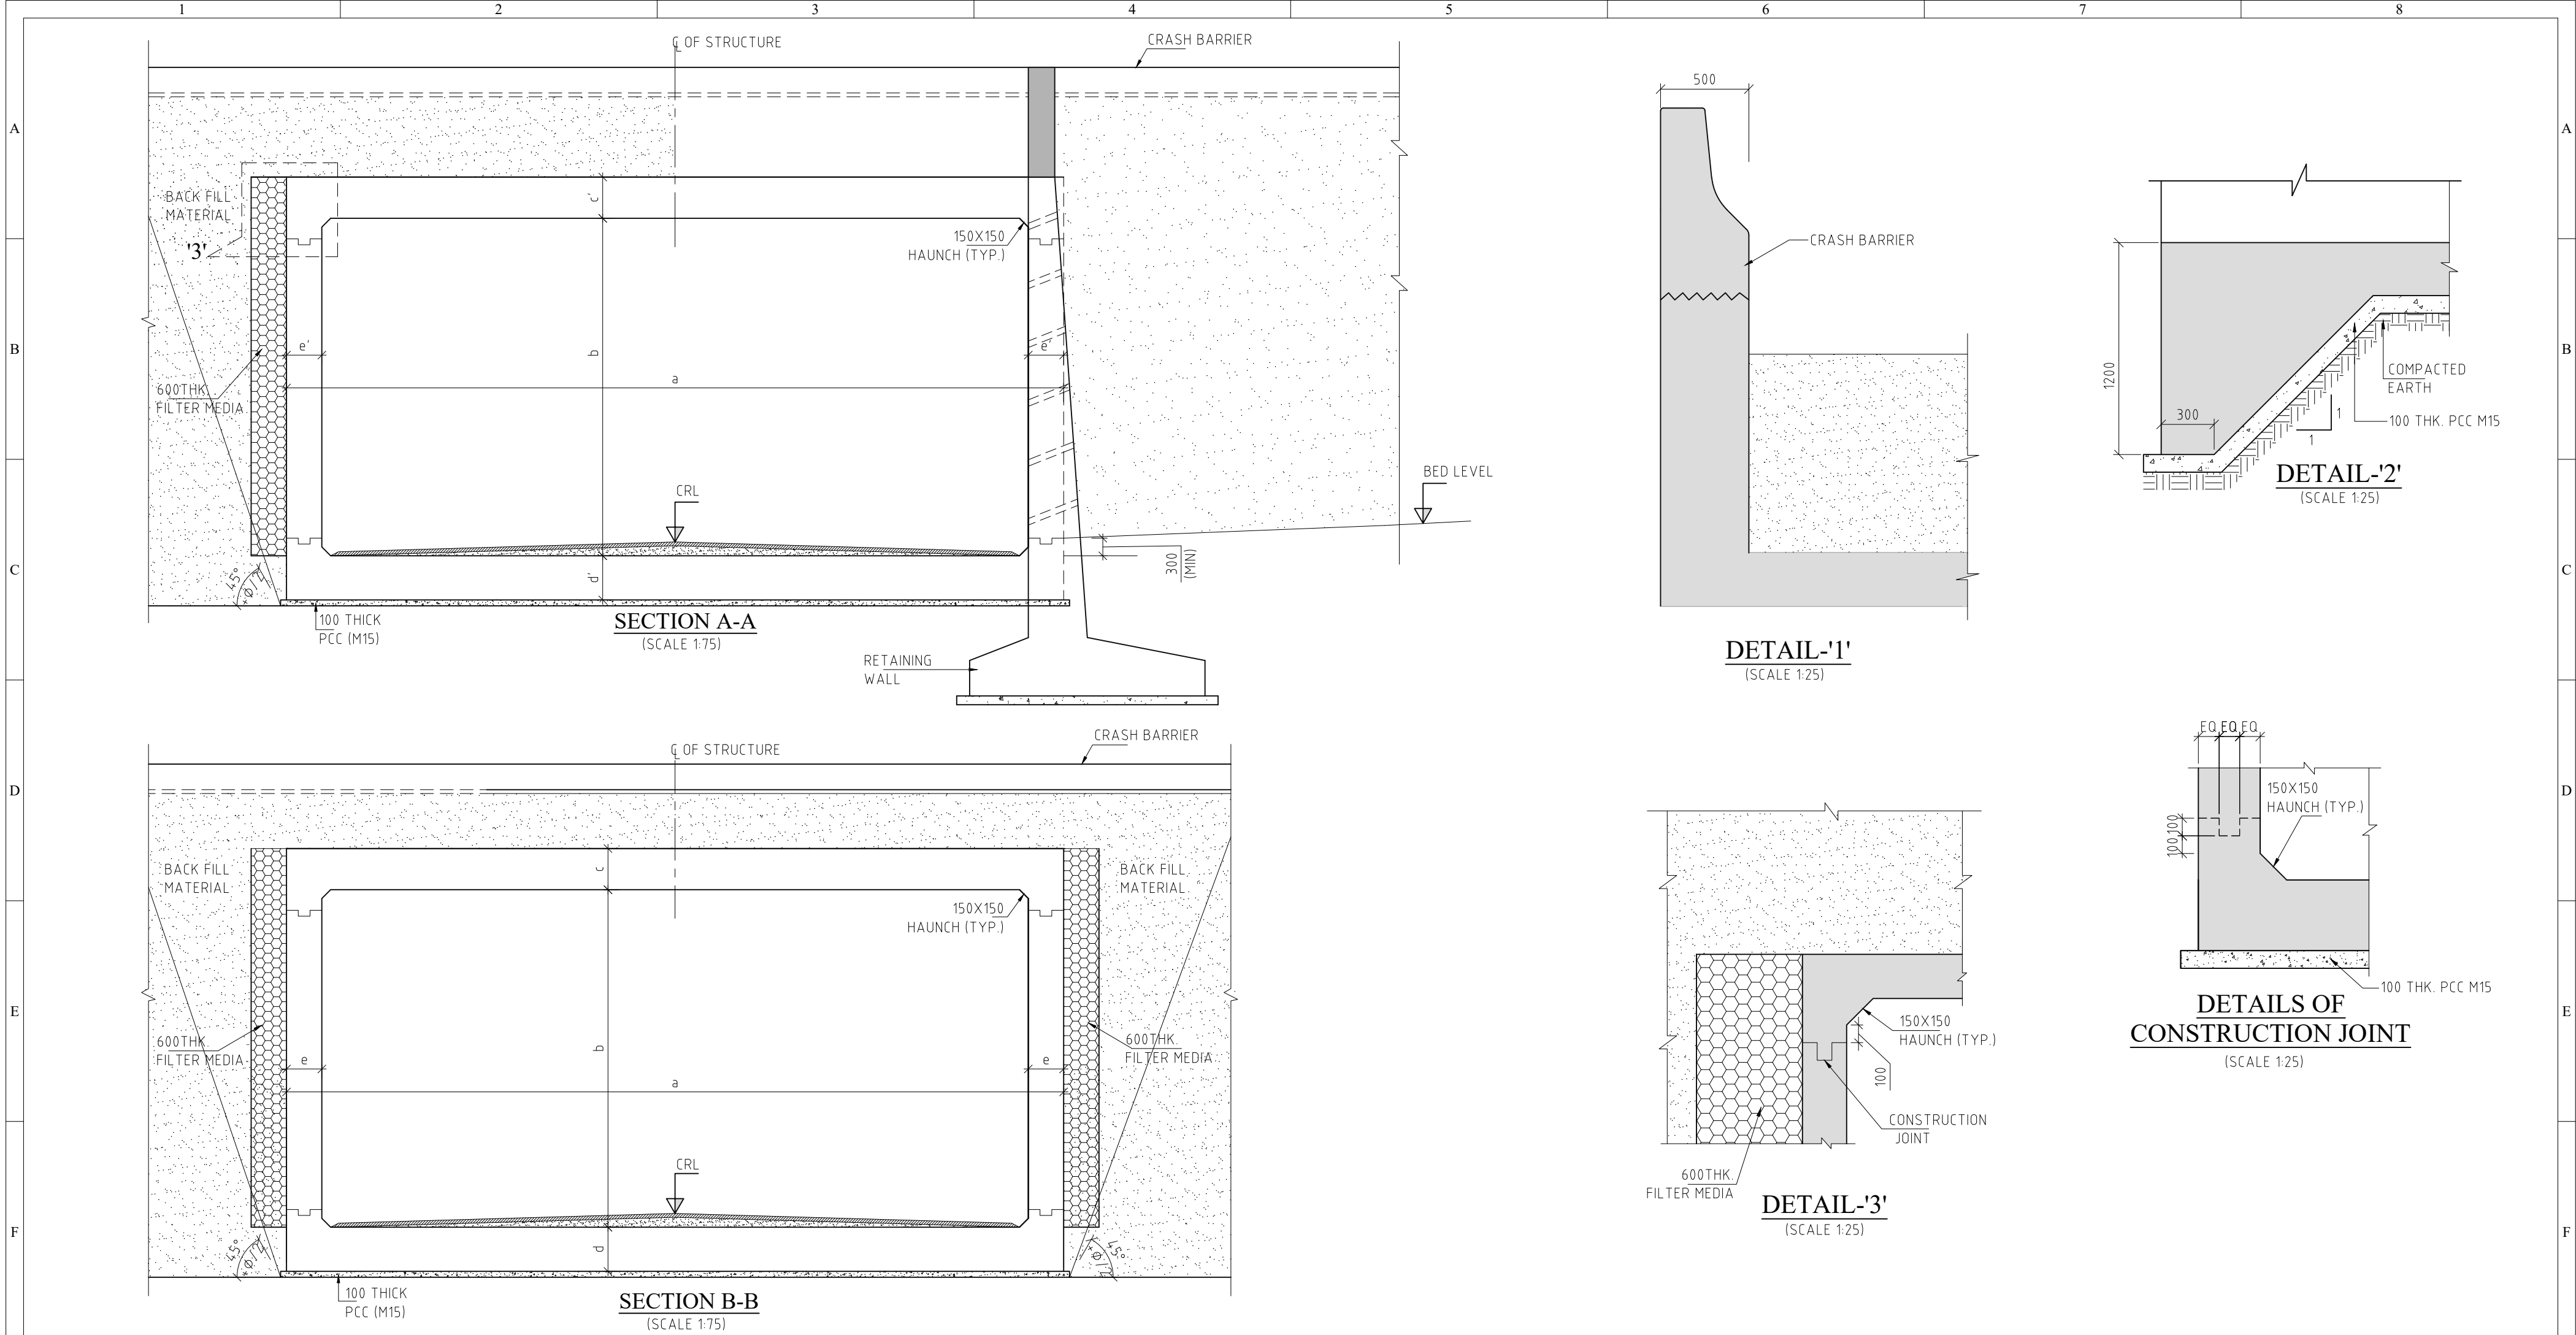 1 2 3 4 5 6 7 8
A
B
C
D
E
F
A
B
C
D
E
F
℄ OF STRUCTURE
CRASH BARRIER
BACK FILL
MATERIAL
'3'
c'
150X150
HAUNCH (TYP.)
e'
b
e'
a
600THK.
FILTER MEDIA
CRL
BED LEVEL
300
(MIN)
d'
45°
+Ø/2
100 THICK
PCC (M15)
SECTION A-A
(SCALE 1:75)
RETAINING
WALL
500
CRASH BARRIER
DETAIL-'1'
(SCALE 1:25)
1200
300
COMPACTED
EARTH
1
1
100 THK. PCC M15
DETAIL-'2'
(SCALE 1:25)
℄ OF STRUCTURE
CRASH BARRIER
BACK FILL
MATERIAL
c
BACK FILL
MATERIAL
150X150
HAUNCH (TYP.)
600THK.
FILTER MEDIA
e
b
e
a
600THK.
FILTER MEDIA
CRL
d
45°
+Ø/2
45°
+Ø/2
100 THICK
PCC (M15)
SECTION B-B
(SCALE 1:75)
150X150
HAUNCH (TYP.)
100
CONSTRUCTION
JOINT
600THK.
FILTER MEDIA
DETAIL-'3'
(SCALE 1:25)
EQ EQ EQ
150X150
HAUNCH (TYP.)
100
100
100 THK. PCC M15
DETAILS OF
CONSTRUCTION JOINT
(SCALE 1:25)